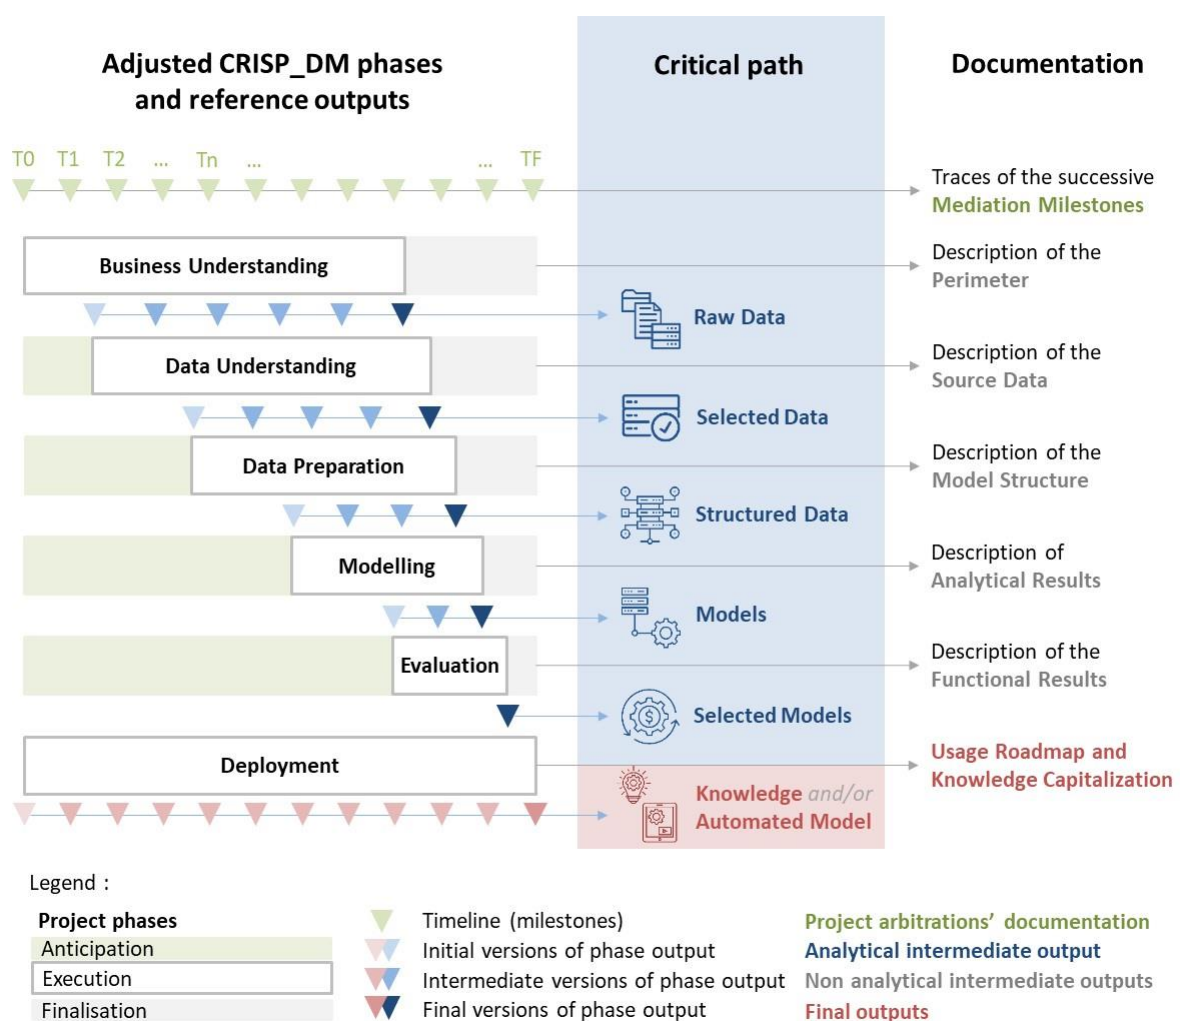 Adjusted CRISP_DM phases
and reference outputs
Critical path
Documentation
T0 T1 T2 ... Tn ... ... TF
Traces of the successive
Mediation Milestones
Business Understanding
Description of the
Perimeter
Raw Data
Data Understanding
Description of the
Source Data
Selected Data
Data Preparation
Description of the
Model Structure
Structured Data
Modelling
Description of
Analytical Results
Models
Evaluation
Description of the
Functional Results
Selected Models
Deployment
Usage Roadmap and
Knowledge Capitalization
Knowledge and/or
Automated Model
Legend :
Project phases
Anticipation
Execution
Finalisation
Timeline (milestones)
Initial versions of phase output
Intermediate versions of phase output
Final versions of phase output
Project arbitrations’ documentation
Analytical intermediate output
Non analytical intermediate outputs
Final outputs